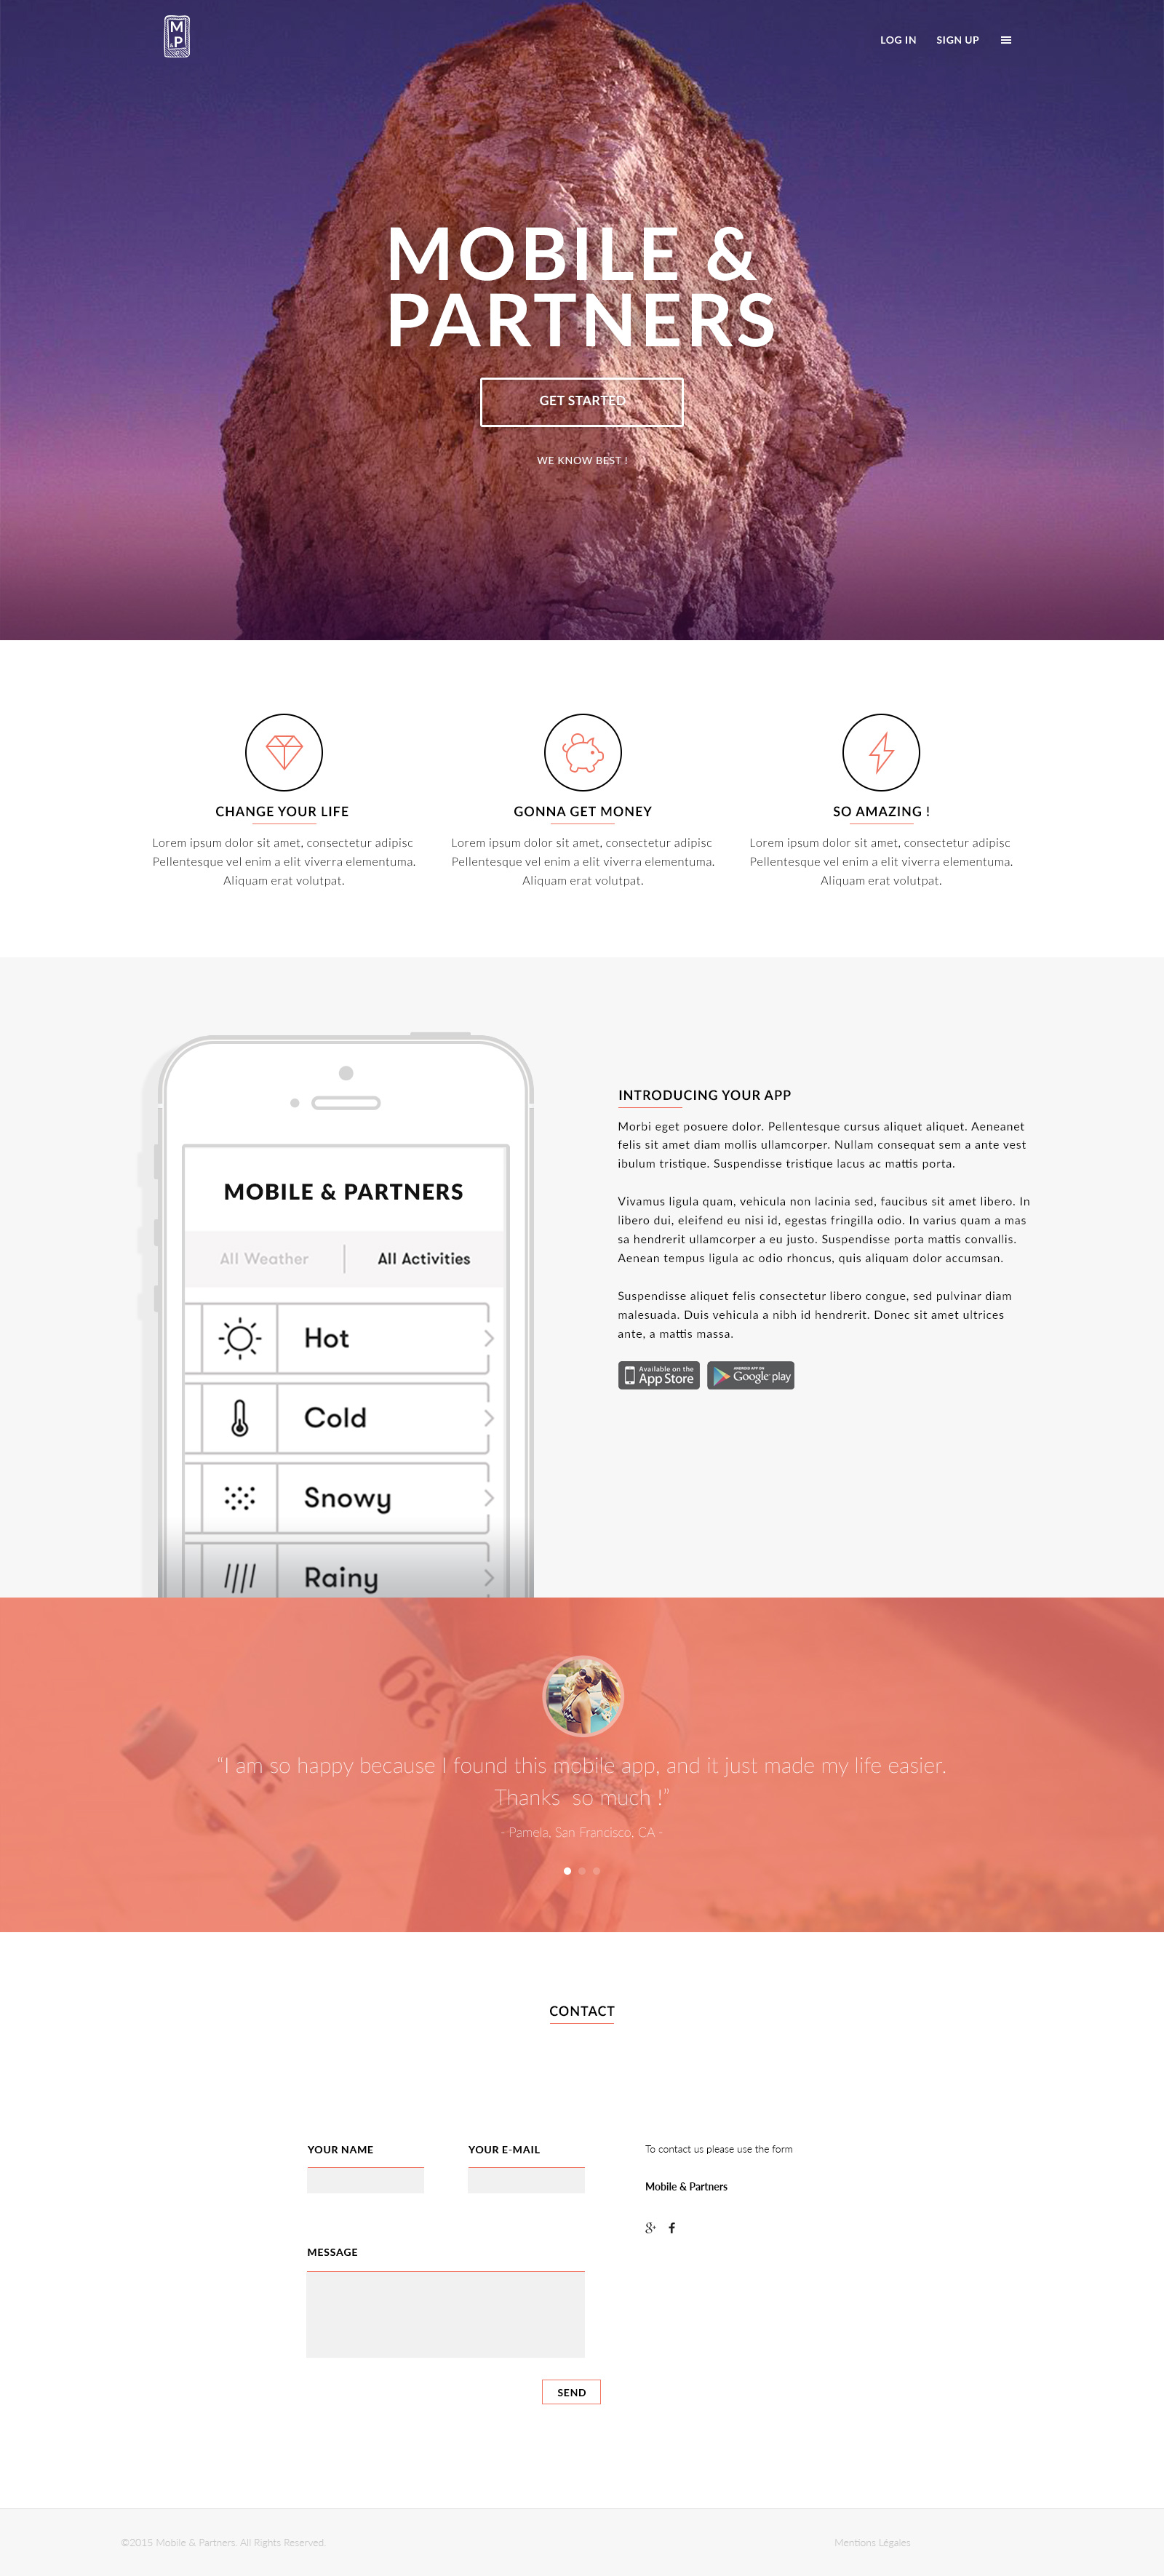 M
&P
LOG IN SIGN UP
MOBILE &
PARTNERS
GET STARTED
WE KNOW BEST !
CHANGE YOUR LIFE
Lorem ipsum dolor sit amet, consectetur adipisc
Pellentesque vel enim a elit viverra elementuma.
Aliquam erat volutpat.
GONNA GET MONEY
Lorem ipsum dolor sit amet, consectetur adipisc
Pellentesque vel enim a elit viverra elementuma.
Aliquam erat volutpat.
SO AMAZING !
Lorem ipsum dolor sit amet, consectetur adipisc
Pellentesque vel enim a elit viverra elementuma.
Aliquam erat volutpat.
MOBILE & PARTNERS
All Weather All Activities
Hot
Cold
Snowy
Rainy
INTRODUCING YOUR APP
Morbi eget posuere dolor. Pellentesque cursus aliquet aliquet. Aeneanet
felis sit amet diam mollis ullamcorper. Nullam consequat sem a ante vest
ibulum tristique. Suspendisse tristique lacus ac mattis porta.
Vivamus ligula quam, vehicula non lacinia sed, faucibus sit amet libero. In
libero dui, eleifend eu nisi id, egestas fringilla odio. In varius quam a mas
sa hendrerit ullamcorper a eu justo. Suspendisse porta mattis convallis.
Aenean tempus ligula ac odio rhoncus, quis aliquam dolor accumsan.
Suspendisse aliquet felis consectetur libero congue, sed pulvinar diam
malesuada. Duis vehicula a nibh id hendrerit. Donec sit amet ultrices
ante, a mattis massa.
Available on the
App Store
ANDROID APP ON
Google play
39
“I am so happy because I found this mobile app, and it just made my life easier.
Thanks so much !”
- Pamela, San Francisco, CA -
CONTACT
YOUR NAME
YOUR E-MAIL
MESSAGE
SEND
To contact us please use the form
Mobile & Partners
g+ f
©2015 Mobile & Partners. All Rights Reserved.
Mentions Légales